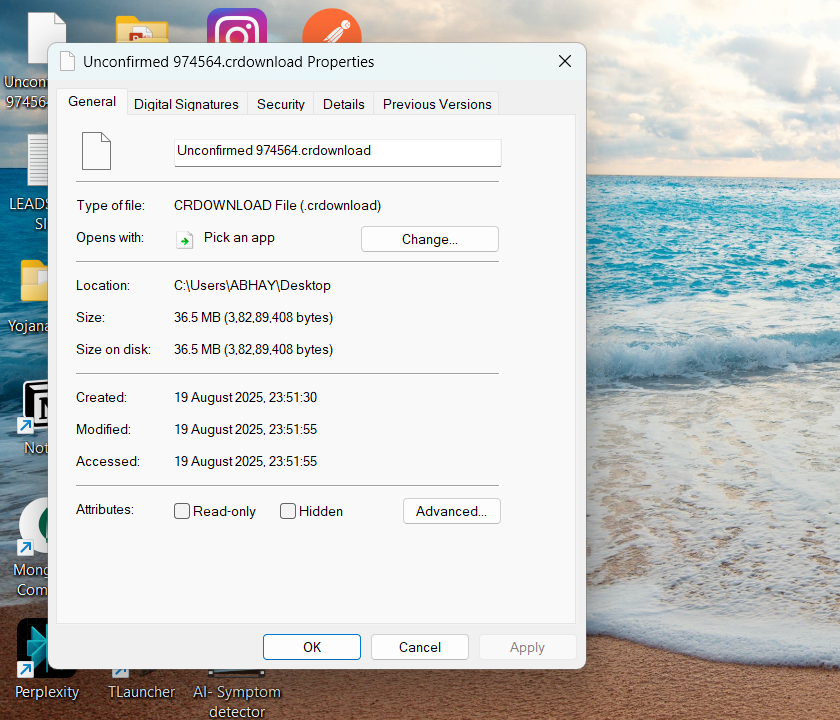 Unconfirmed 974564.crdownload Properties
General
Digital Signatures
Security
Details
Previous Versions
Unconfirmed 974564.crdownload
Type of file: CRDOWNLOAD File (.crdownload)
Opens with: Pick an app
Change...
Location: C:\Users\ABHAY\Desktop
Size: 36.5 MB (3,82,89,408 bytes)
Size on disk: 36.5 MB (3,82,89,408 bytes)
Created: 19 August 2025, 23:51:30
Modified: 19 August 2025, 23:51:55
Accessed: 19 August 2025, 23:51:55
Attributes: Read-only Hidden
Advanced...
OK Cancel Apply
Uncon
97456
LEADS
SI
Yojana
Not
Mong
Com
Perplexity
TLauncher
AI- Symptom
detector